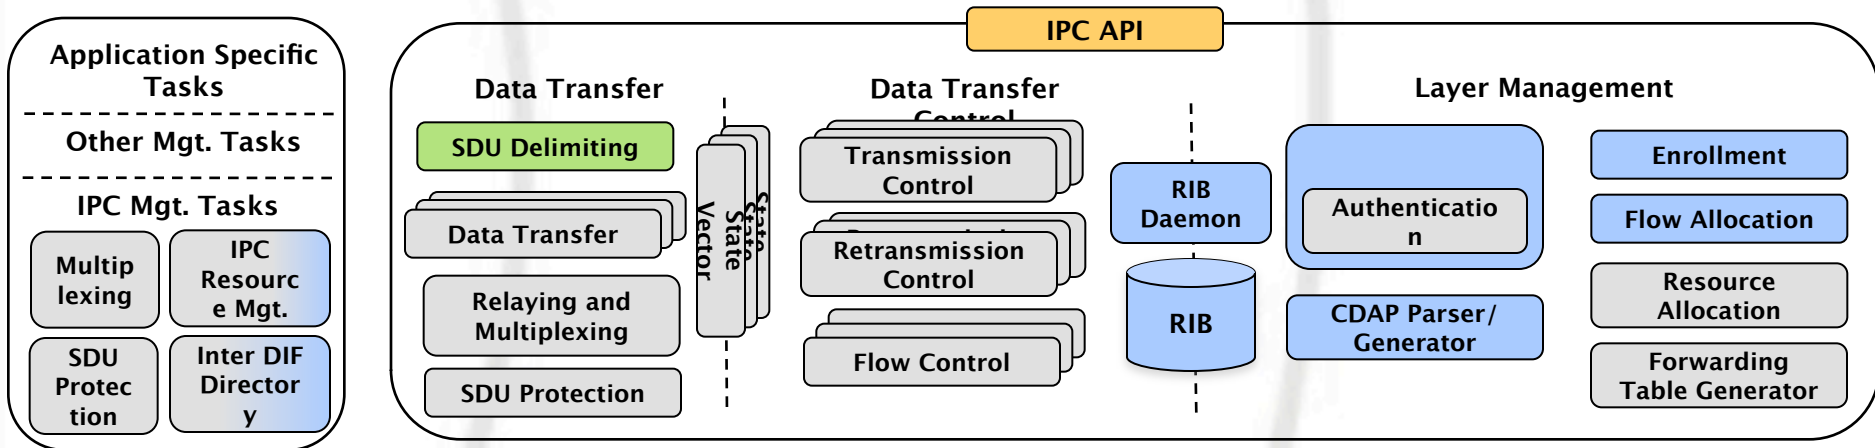 Application Specific
Tasks
Other Mgt. Tasks
IPC Mgt. Tasks
Multip
lexing
IPC
Resourc
e Mgt.
SDU
Protec
tion
Inter DIF
Director
y
IPC API
Data Transfer
SDU Delimiting
Data Transfer
Relaying and
Multiplexing
SDU Protection
State
State
State
Vector
Data Transfer
Control
Transmission
Control
Retransmission
Control
Flow Control
RIB
Daemon
RIB
Layer Management
Authenticatio
n
CDAP Parser/
Generator
Enrollment
Flow Allocation
Resource
Allocation
Forwarding
Table Generator